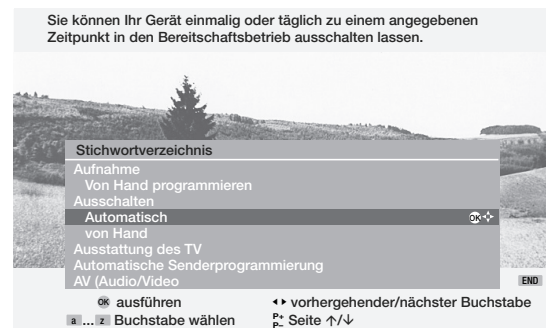 Sie können Ihr Gerät einmalig oder täglich zu einem angegebenen
Zeitpunkt in den Bereitschaftsbetrieb ausschalten lassen.
Stichwortverzeichnis
Aufnahme
Von Hand programmieren
Ausschalten
Automatisch OK
von Hand
Ausstattung des TV
Automatische Senderprogrammierung
AV (Audio/Video
END
OK ausführen
vorhergehender/nächster Buchstabe
a ... z Buchstabe wählen
P+ P– Seite ↑/↓